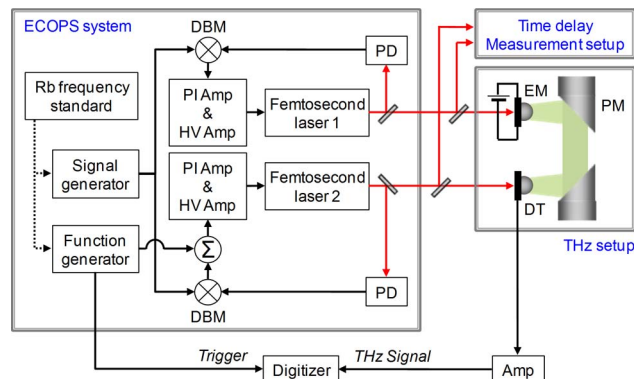 ECOPS system
DBM
PD
Time delay
Measurement setup
Rb frequency
standard
PI Amp
&
HV Amp
Femtosecond
laser 1
EM
PM
Signal
generator
PI Amp
&
HV Amp
Femtosecond
laser 2
DT
Function
generator
Σ
THz setup
DBM
PD
Trigger
Digitizer
THz Signal
Amp